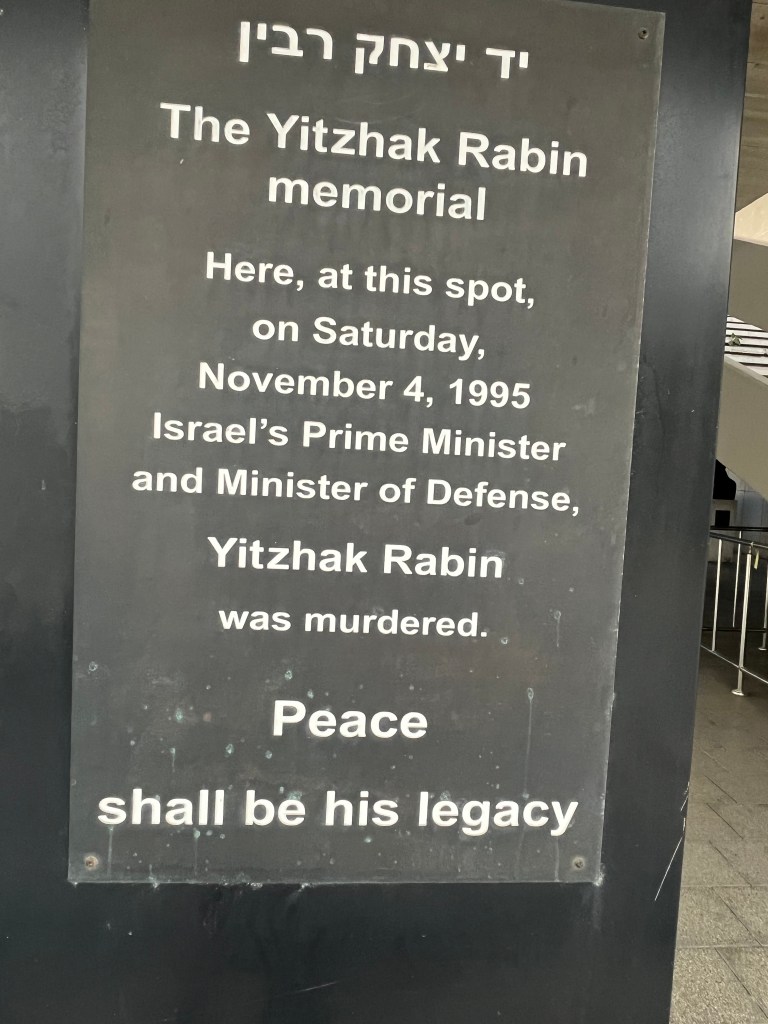 יד יצחק רבין
The Yitzhak Rabin
memorial
Here, at this spot,
on Saturday,
November 4, 1995
Israel’s Prime Minister
and Minister of Defense,
Yitzhak Rabin
was murdered.
Peace
shall be his legacy